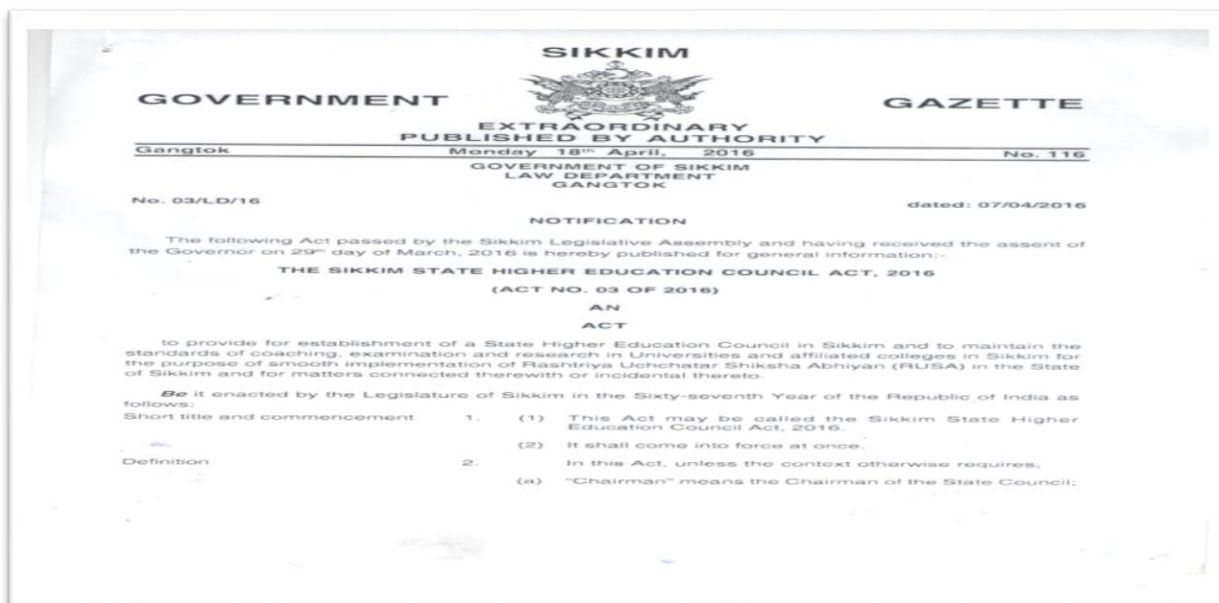 SIKKIM
GOVERNMENT GAZETTE
EXTRAORDINARY
PUBLISHED BY AUTHORITY
Gangtok Monday 18th April, 2016 No. 116
GOVERNMENT OF SIKKIM
LAW DEPARTMENT
GANGTOK
No. 03/LD/16 dated: 07/04/2016
NOTIFICATION
The following Act passed by the Sikkim Legislative Assembly and having received the assent of
the Governor on 29th day of March, 2016 is hereby published for general information:-
THE SIKKIM STATE HIGHER EDUCATION COUNCIL ACT, 2016
(ACT NO. 03 OF 2016)
AN
ACT
to provide for establishment of a State Higher Education Council in Sikkim and to maintain the
standards of coaching, examination and research in Universities and affiliated colleges in Sikkim for
the purpose of smooth implementation of Rashtriya Uchchatar Shiksha Abhiyan (RUSA) in the State
of Sikkim and for matters connected therewith or incidental thereto.
Be it enacted by the Legislature of Sikkim in the Sixty-seventh Year of the Republic of India as
follows:
Short title and commencement 1. (1) This Act may be called the Sikkim State Higher
Education Council Act, 2016.
(2) It shall come into force at once.
Definition 2. In this Act, unless the context otherwise requires,
(a) "Chairman" means the Chairman of the State Council;